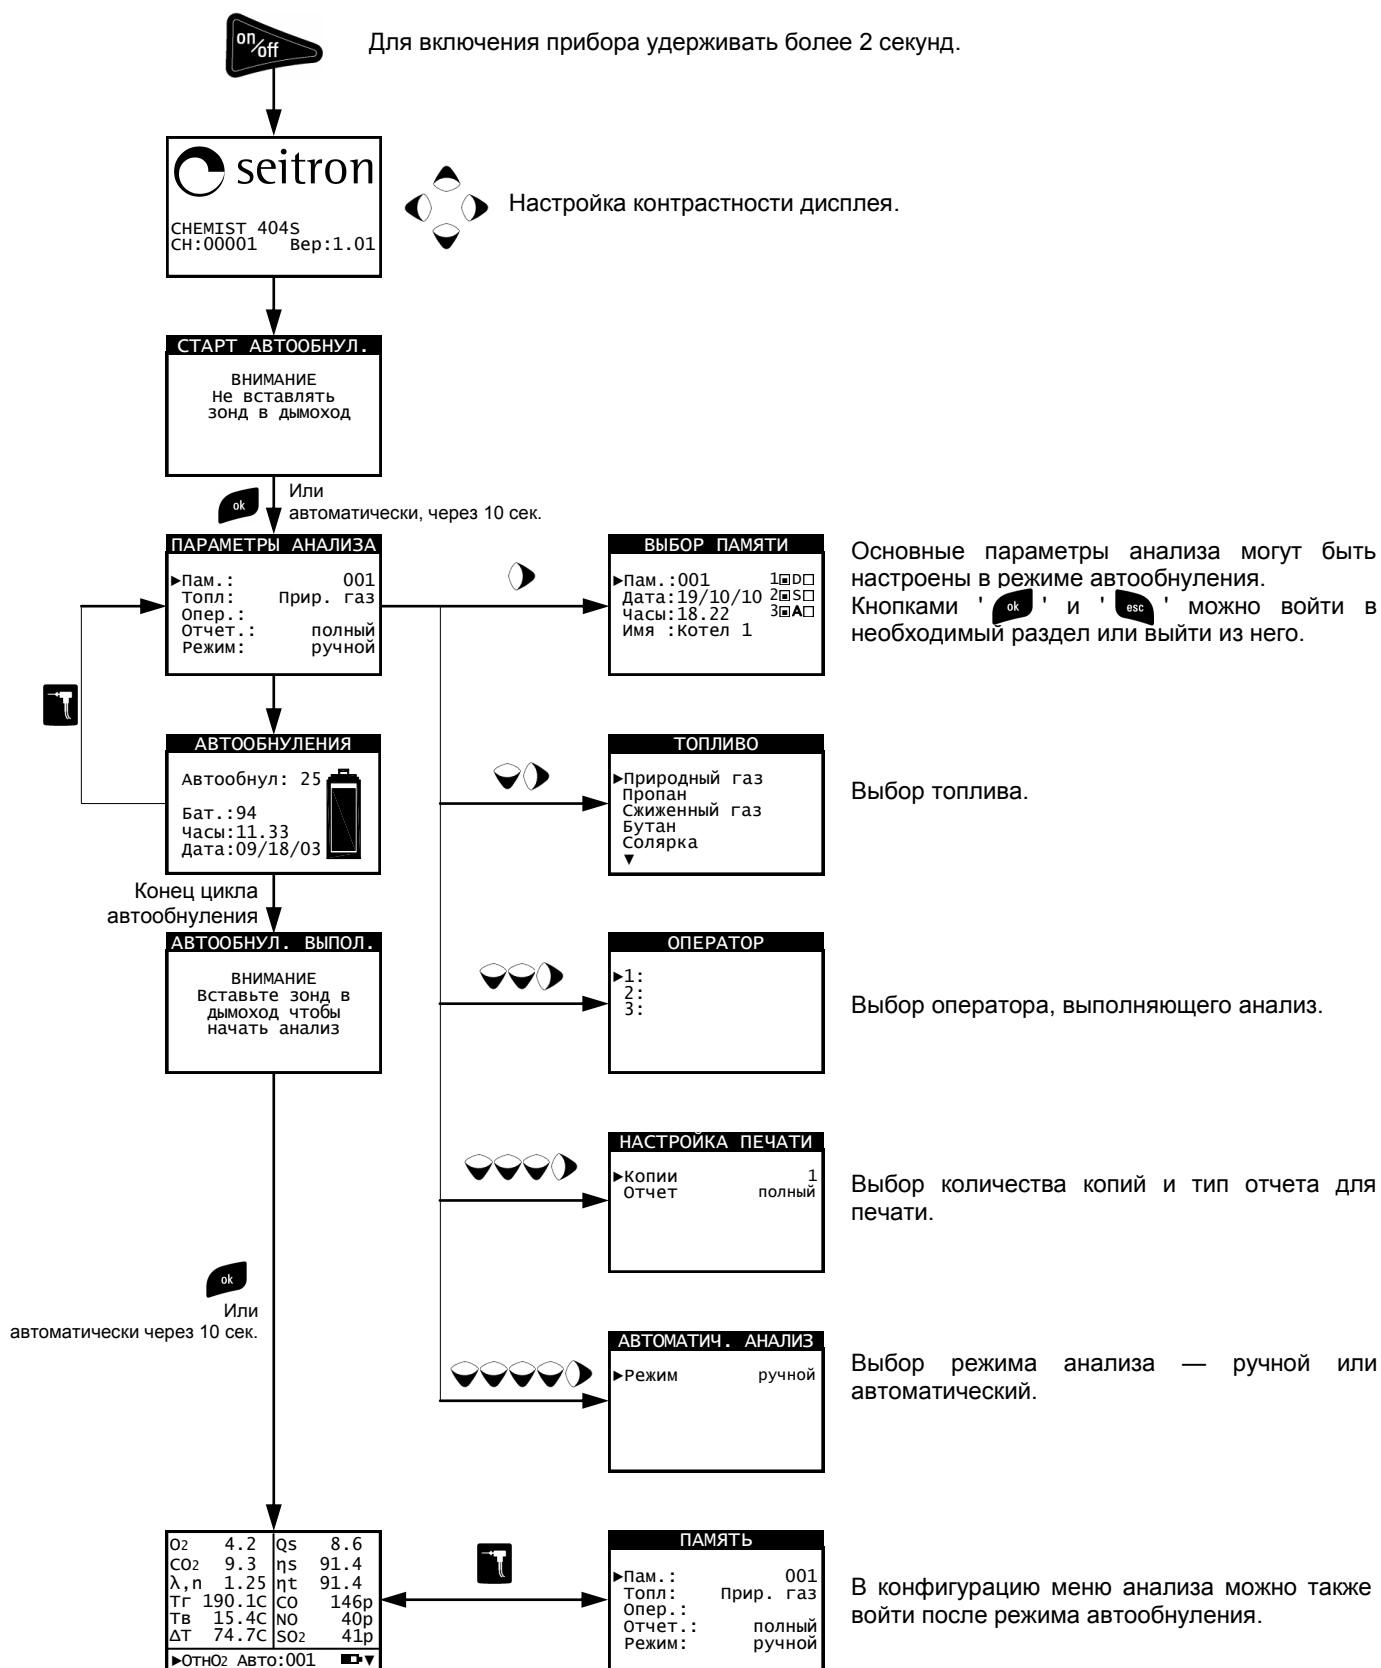 on/off
Для включения прибора удерживать более 2 секунд.
seitron
CHEMIST 404S
СН:00001 Вер:1.01
Настройка контрастности дисплея.
СТАРТ АВТООБНУЛ.
ВНИМАНИЕ
Не вставлять
зонд в дымоход
ok
Или
автоматически, через 10 сек.
ПАРАМЕТРЫ АНАЛИЗА
▶Пам.: 001
Топл: Прир. газ
Опер.:
Отчет.: полный
Режим: ручной
ВЫБОР ПАМЯТИ
▶Пам.:001 1▣D□
Дата:19/10/10 2▣S□
Часы:18.22 3▣A□
Имя :Котел 1
Основные параметры анализа могут быть
настроены в режиме автообнуления.
Кнопками ' ok ' и ' esc ' можно войти в
необходимый раздел или выйти из него.
АВТООБНУЛЕНИЯ
Автообнул: 25
Бат.:94
Часы:11.33
Дата:09/18/03
ТОПЛИВО
▶Природный газ
Пропан
Сжиженный газ
Бутан
Солярка
▼
Выбор топлива.
Конец цикла
автообнуления
АВТООБНУЛ. ВЫПОЛ.
ВНИМАНИЕ
Вставьте зонд в
дымоход чтобы
начать анализ
ОПЕРАТОР
▶1:
2:
3:
Выбор оператора, выполняющего анализ.
НАСТРОЙКА ПЕЧАТИ
▶Копии 1
Отчет полный
Выбор количества копий и тип отчета для
печати.
ok
Или
автоматически через 10 сек.
АВТОМАТИЧ. АНАЛИЗ
▶Режим ручной
Выбор режима анализа — ручной или
автоматический.
O2 4.2 Qs 8.6
CO2 9.3 ηs 91.4
λ,n 1.25 ηt 91.4
Тг 190.1C CO 146p
Тв 15.4C NO 40p
ΔT 74.7C SO2 41p
▶ОтнO2 Авто:001 ▼
ПАМЯТЬ
▶Пам.: 001
Топл: Прир. газ
Опер.:
Отчет.: полный
Режим: ручной
В конфигурацию меню анализа можно также
войти после режима автообнуления.